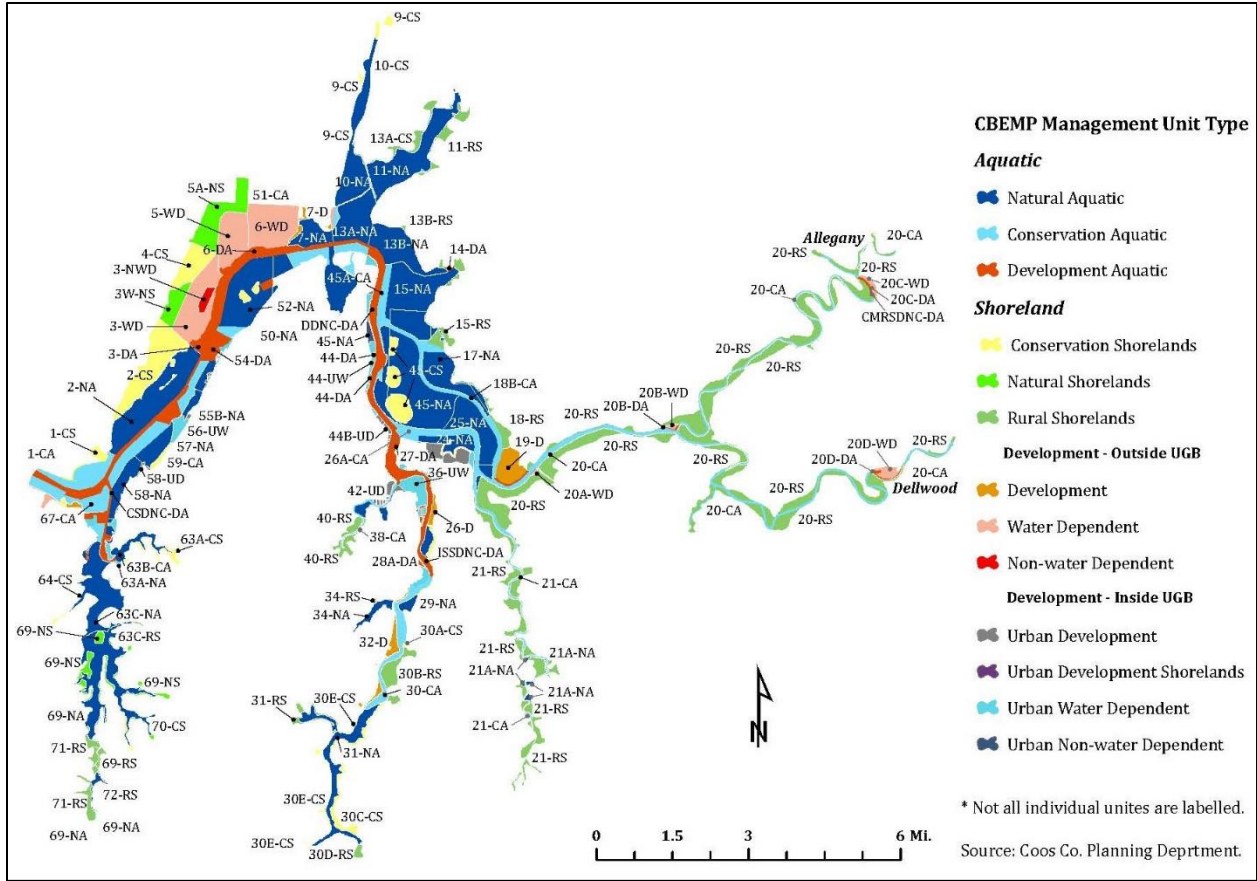 9-CS
10-CS
9-CS
9-CS
13A-CS
11-RS
11-NA
10-NA
5A-NS
51-CA
7-D
5-WD
6-WD
7-NA
13A-NA
13B-RS
13B-NA
14-DA
4-CS
6-DA
3-NWD
45A-CA
15-NA
3W-NS
52-NA
3-WD
50-NA
DDNC-DA
45-NA
15-RS
3-DA
54-DA
44-DA
17-NA
2-CS
44-UW
45-CS
2-NA
44-DA
18B-CA
45-NA
55B-NA
25-NA
18-RS
56-UW
44B-UD
24-NA
57-NA
26A-CA
27-DA
19-D
1-CS
59-CA
36-UW
1-CA
58-UD
58-NA
42-UD
CSDNC-DA
67-CA
40-RS
26-D
38-CA
40-RS
ISSDNC-DA
63A-CS
28A-DA
63B-CA
63A-NA
64-CS
34-RS
29-NA
34-NA
63C-NA
32-D
30A-CS
69-NS
63C-RS
69-NS
30B-RS
69-NS
30-CA
31-RS
69-NA
70-CS
31-NA
30E-CS
71-RS
69-RS
72-RS
71-RS
30E-CS
30C-CS
69-NA
69-NA
30E-CS
30D-RS
Allegany
20-CA
20-RS
20-RS
20C-WD
20-CA
20C-DA
CMRSDNC-DA
20-RS
20-RS
20B-WD
20-RS
20B-DA
20-RS
20D-WD
20-RS
20-CA
20-RS
20D-DA
20-CA
20A-WD
20-RS
Dellwood
20-RS
20-CA
20-RS
21-RS
21-CA
21-RS
21A-NA
21A-NA
21A-NA
21-RS
21-CA
21-RS
N
0 1.5 3 6 Mi.
CBEMP Management Unit Type
Aquatic
Natural Aquatic
Conservation Aquatic
Development Aquatic
Shoreland
Conservation Shorelands
Natural Shorelands
Rural Shorelands
Development - Outside UGB
Development
Water Dependent
Non-water Dependent
Development - Inside UGB
Urban Development
Urban Development Shorelands
Urban Water Dependent
Urban Non-water Dependent
* Not all individual unites are labelled.
Source: Coos Co. Planning Deprtment.